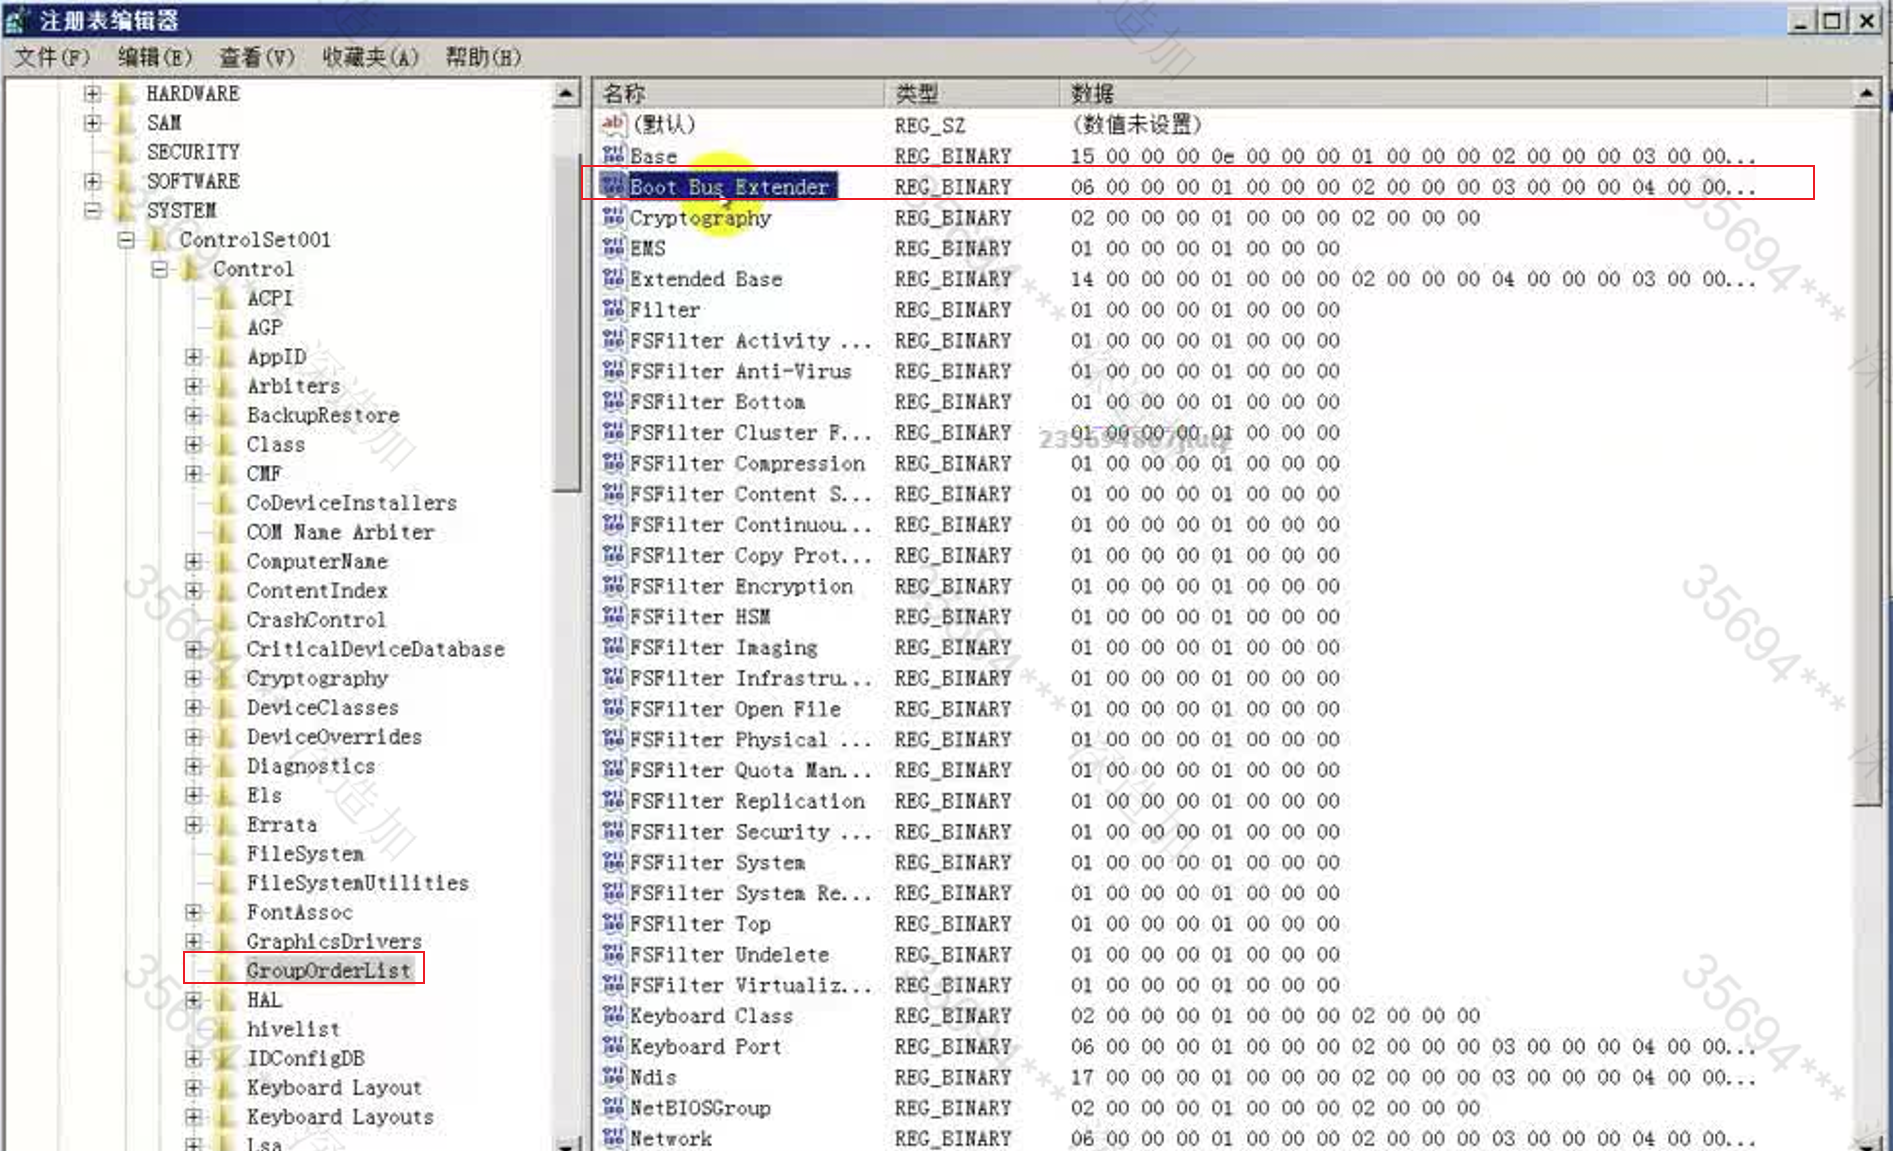 注册表编辑器
文件(F) 编辑(E) 查看(V) 收藏夹(A) 帮助(H)
HARDWARE
SAM
SECURITY
SOFTWARE
SYSTEM
ControlSet001
Control
ACPI
AGP
AppID
Arbiters
BackupRestore
Class
CMF
CoDeviceInstallers
COM Name Arbiter
ComputerName
ContentIndex
CrashControl
CriticalDeviceDatabase
Cryptography
DeviceClasses
DeviceOverrides
Diagnostics
Els
Errata
FileSystem
FileSystemUtilities
FontAssoc
GraphicsDrivers
GroupOrderList
HAL
hivelist
IDConfigDB
Keyboard Layout
Keyboard Layouts
Lsa
名称 类型 数据
(默认) REG_SZ (数值未设置)
Base REG_BINARY 15 00 00 00 0e 00 00 00 01 00 00 00 02 00 00 00 03 00 00...
Boot Bus Extender REG_BINARY 06 00 00 00 01 00 00 00 02 00 00 00 03 00 00 00 04 00 00...
Cryptography REG_BINARY 02 00 00 00 01 00 00 00 02 00 00 00
EMS REG_BINARY 01 00 00 00 01 00 00 00
Extended Base REG_BINARY 14 00 00 00 01 00 00 00 02 00 00 00 04 00 00 00 03 00 00...
Filter REG_BINARY 01 00 00 00 01 00 00 00
FSFilter Activity ... REG_BINARY 01 00 00 00 01 00 00 00
FSFilter Anti-Virus REG_BINARY 01 00 00 00 01 00 00 00
FSFilter Bottom REG_BINARY 01 00 00 00 01 00 00 00
FSFilter Cluster F... REG_BINARY 01 00 00 00 01 00 00 00
FSFilter Compression REG_BINARY 01 00 00 00 01 00 00 00
FSFilter Content S... REG_BINARY 01 00 00 00 01 00 00 00
FSFilter Continuou... REG_BINARY 01 00 00 00 01 00 00 00
FSFilter Copy Prot... REG_BINARY 01 00 00 00 01 00 00 00
FSFilter Encryption REG_BINARY 01 00 00 00 01 00 00 00
FSFilter HSM REG_BINARY 01 00 00 00 01 00 00 00
FSFilter Imaging REG_BINARY 01 00 00 00 01 00 00 00
FSFilter Infrastru... REG_BINARY 01 00 00 00 01 00 00 00
FSFilter Open File REG_BINARY 01 00 00 00 01 00 00 00
FSFilter Physical ... REG_BINARY 01 00 00 00 01 00 00 00
FSFilter Quota Man... REG_BINARY 01 00 00 00 01 00 00 00
FSFilter Replication REG_BINARY 01 00 00 00 01 00 00 00
FSFilter Security ... REG_BINARY 01 00 00 00 01 00 00 00
FSFilter System REG_BINARY 01 00 00 00 01 00 00 00
FSFilter System Re... REG_BINARY 01 00 00 00 01 00 00 00
FSFilter Top REG_BINARY 01 00 00 00 01 00 00 00
FSFilter Undelete REG_BINARY 01 00 00 00 01 00 00 00
FSFilter Virtualiz... REG_BINARY 01 00 00 00 01 00 00 00
Keyboard Class REG_BINARY 02 00 00 00 01 00 00 00 02 00 00 00
Keyboard Port REG_BINARY 06 00 00 00 01 00 00 00 02 00 00 00 03 00 00 00 04 00 00...
Ndis REG_BINARY 17 00 00 00 01 00 00 00 02 00 00 00 03 00 00 00 04 00 00...
NetBIOSGroup REG_BINARY 02 00 00 00 01 00 00 00 02 00 00 00
Network REG_BINARY 06 00 00 00 01 00 00 00 02 00 00 00 03 00 00 00 04 00 00...
35694***
35694***
35694***